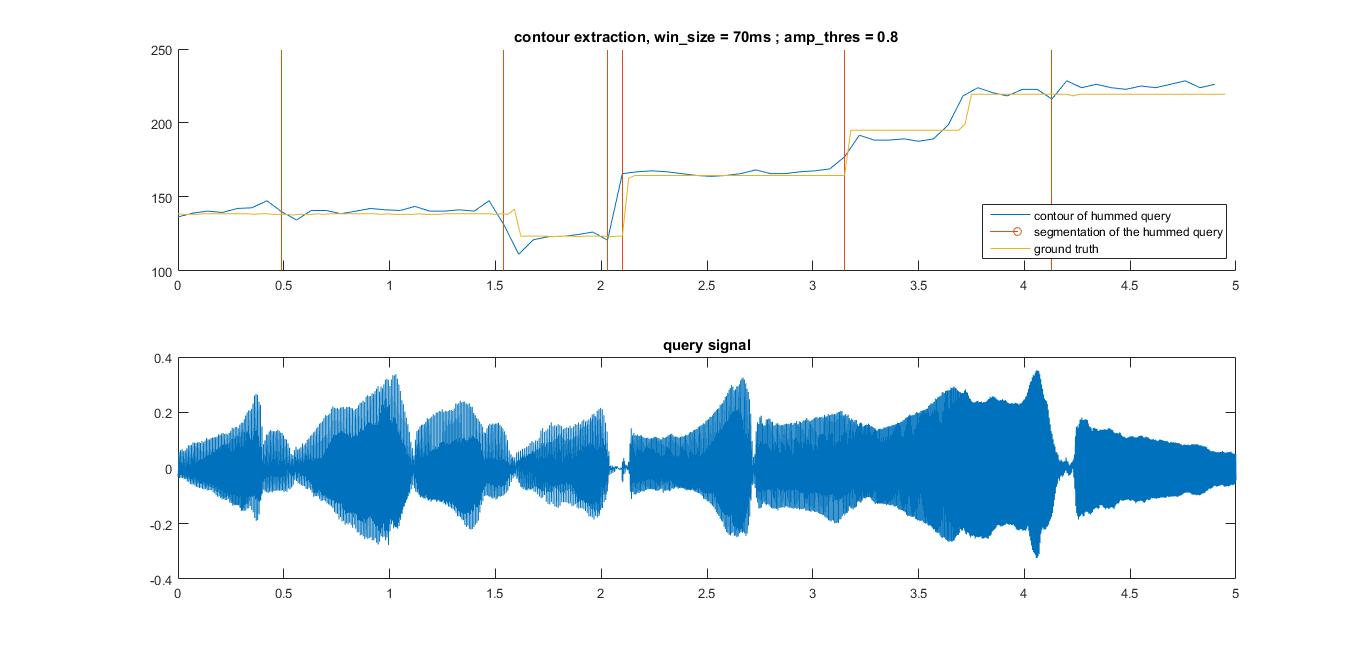 contour extraction, win_size = 70ms ; amp_thres = 0.8
250
200
150
100
contour of hummed query
segmentation of the hummed query
ground truth
0 0.5 1 1.5 2 2.5 3 3.5 4 4.5 5
query signal
0.4
0.2
0
-0.2
-0.4
0 0.5 1 1.5 2 2.5 3 3.5 4 4.5 5